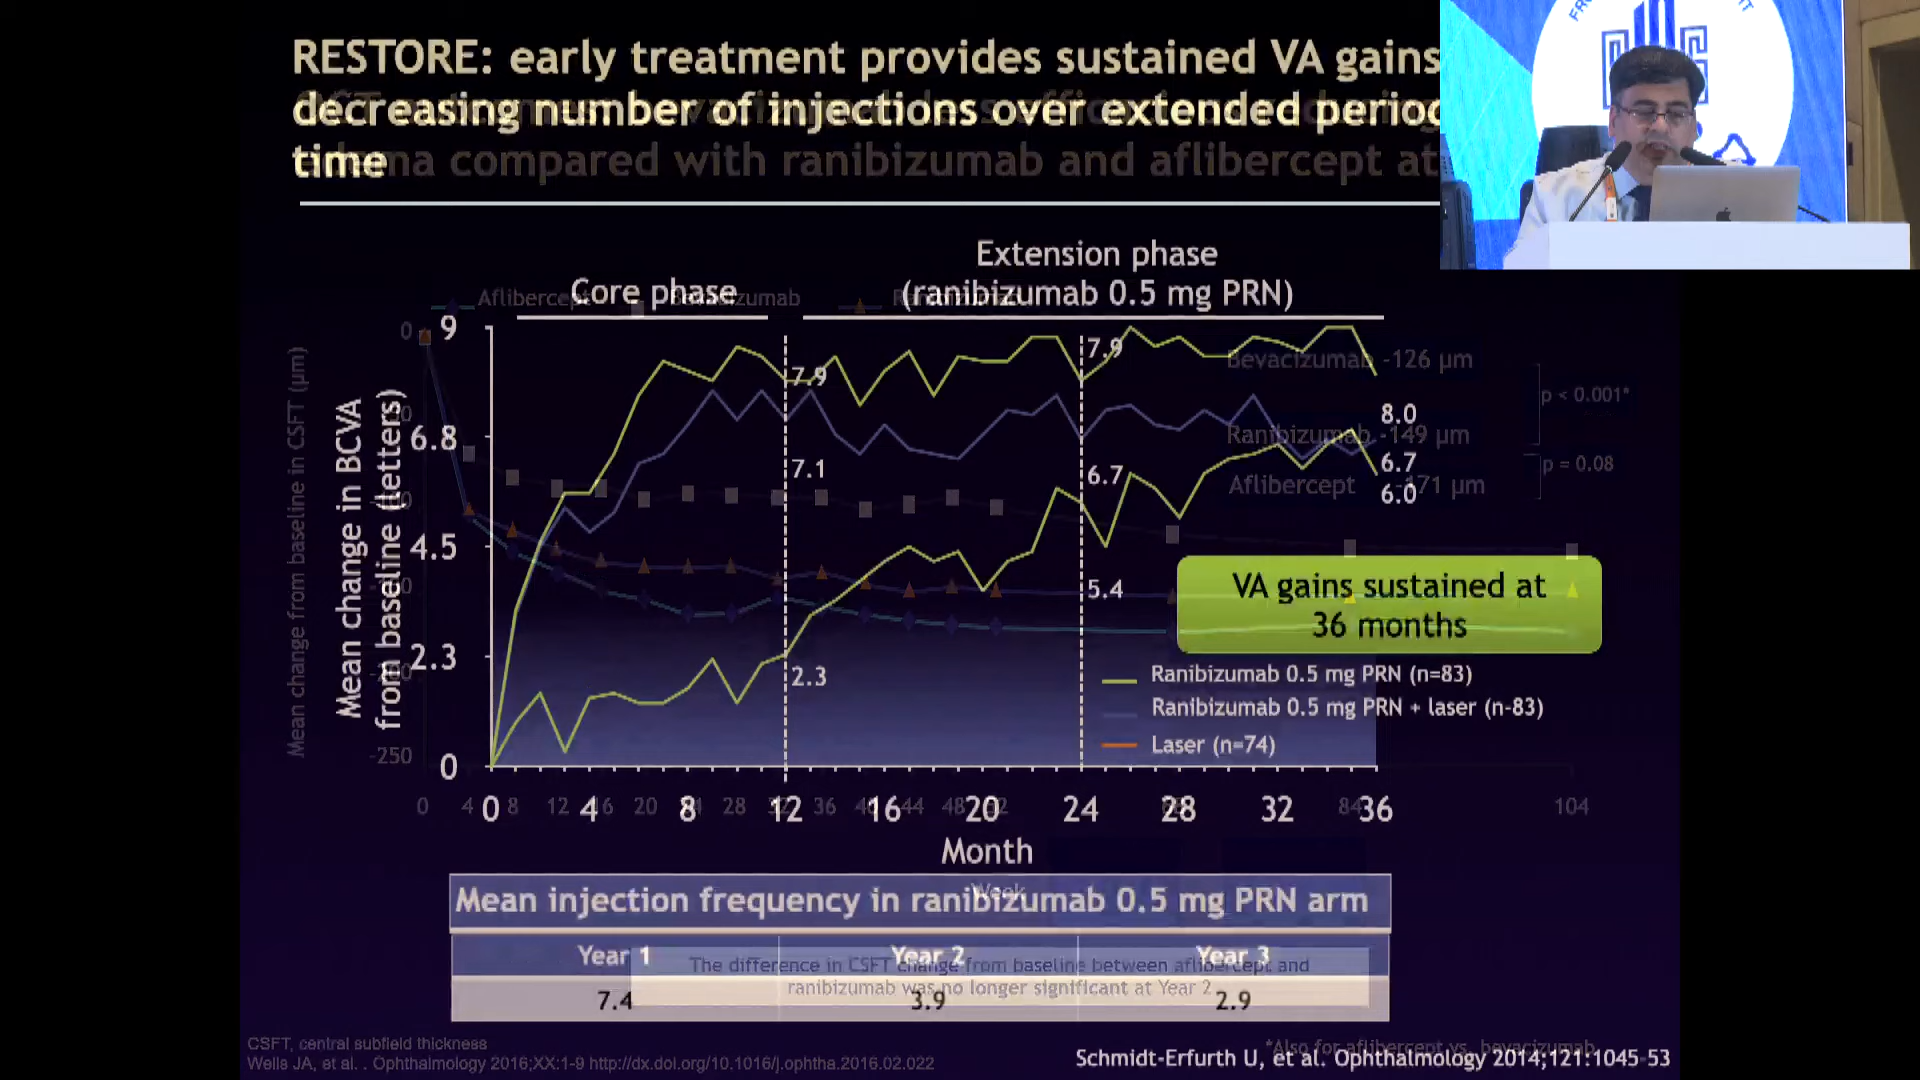 RESTORE: early treatment provides sustained VA gains
decreasing number of injections over extended period
time
compared with ranibizumab and aflibercept at
Extension phase
(ranibizumab 0.5 mg PRN)
Core phase
Aflibercept Bevacizumab
Mean change in BCVA
from baseline (letters)
Mean change from baseline in CSFT (µm)
9
6.8
4.5
2.3
0
0
-250
7.9
7.1
2.3
7.9
6.7
5.4
8.0
6.7
6.0
Bevacizumab -126 µm
Ranibizumab -149 µm
Aflibercept -171 µm
p < 0.001*
p = 0.08
VA gains sustained at
36 months
Ranibizumab 0.5 mg PRN (n=83)
Ranibizumab 0.5 mg PRN + laser (n-83)
Laser (n=74)
0 4 8 12 16 20 24 28 32 36
0 4 8 12 16 20 28 36 44 48 52 84 104
Month
Week
Mean injection frequency in ranibizumab 0.5 mg PRN arm
Year 1 Year 2 Year 3
7.4 3.9 2.9
The difference in CSFT change from baseline between aflibercept and
ranibizumab was no longer significant at Year 2
CSFT, central subfield thickness
Wells JA, et al. . Ophthalmology 2016;XX:1-9 http://dx.doi.org/10.1016/j.ophtha.2016.02.022
*Also for aflibercept vs. bevacizumab
Schmidt-Erfurth U, et al. Ophthalmology 2014;121:1045-53